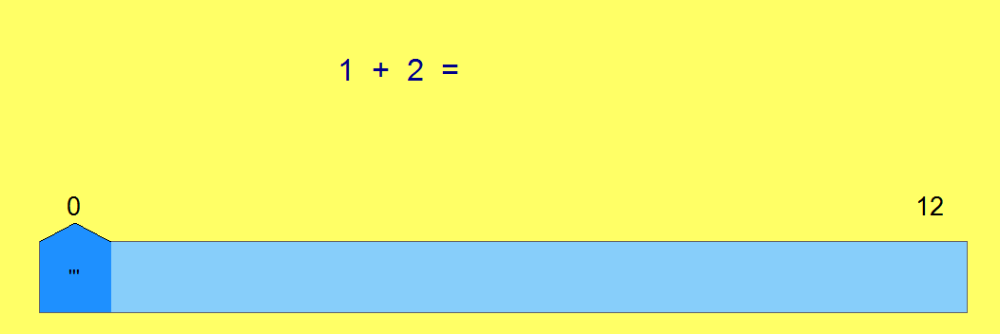 1 + 2 =
0 12
'''